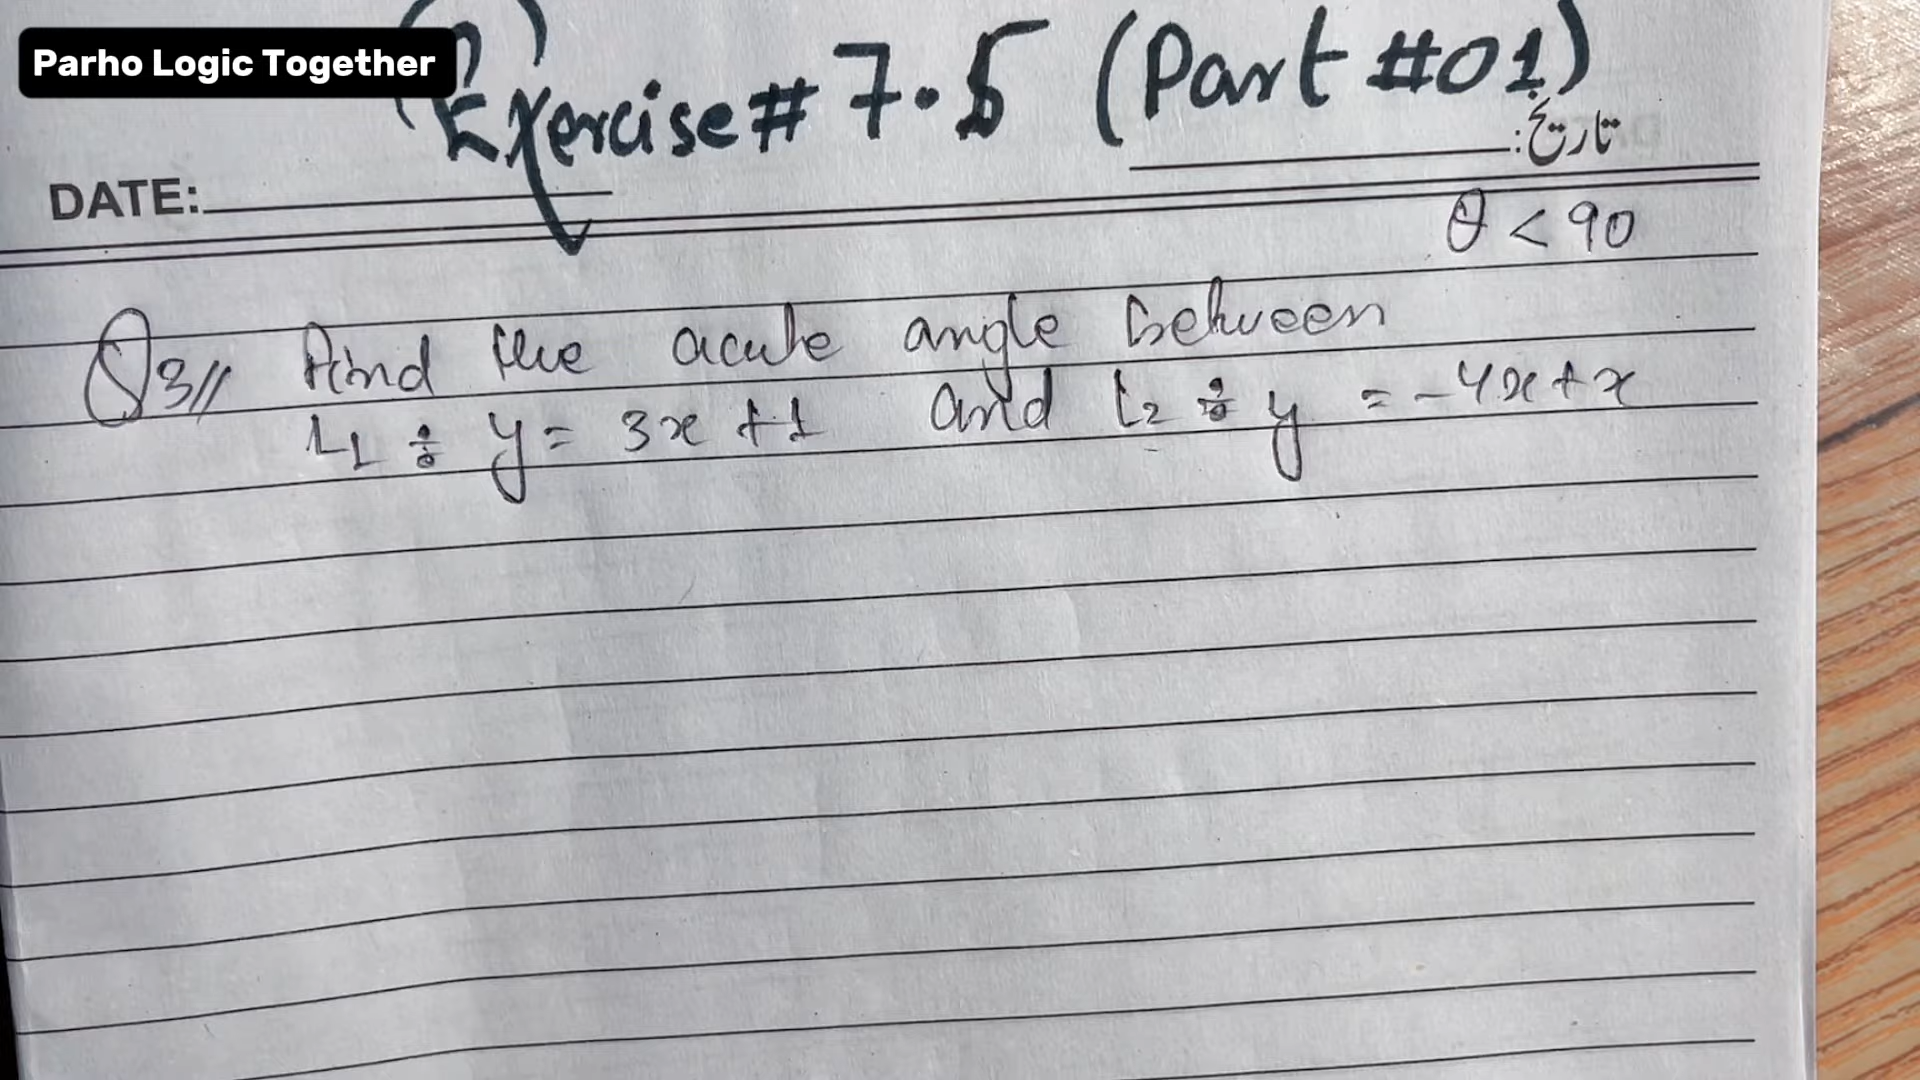 Parho Logic Together
Exercise # 7.5 (Part #01)
تاریخ:
DATE:
θ < 90
Q3// Find the acute angle between
L1 ÷ y = 3x + 1 and L2 ÷ y = -4x + x